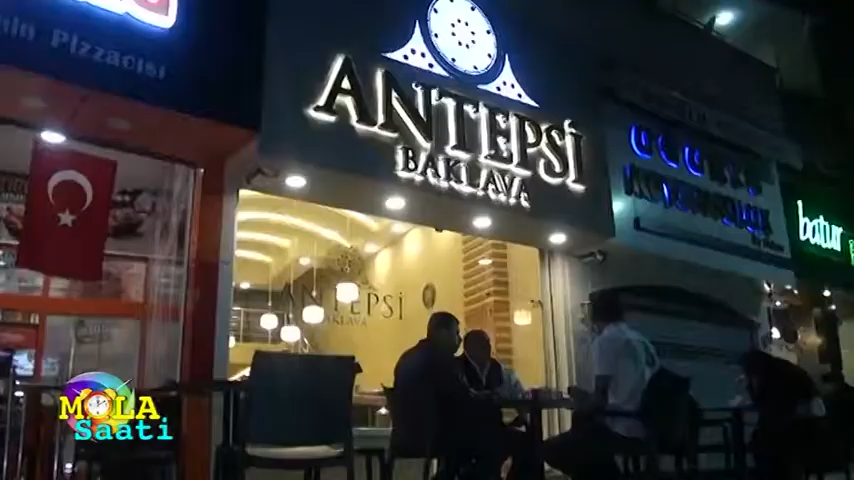 Pizzacısı
ANTEPSİ
BAKLAVA
batur
ANTEPSİ
BAKLAVA
MOLA
Saati